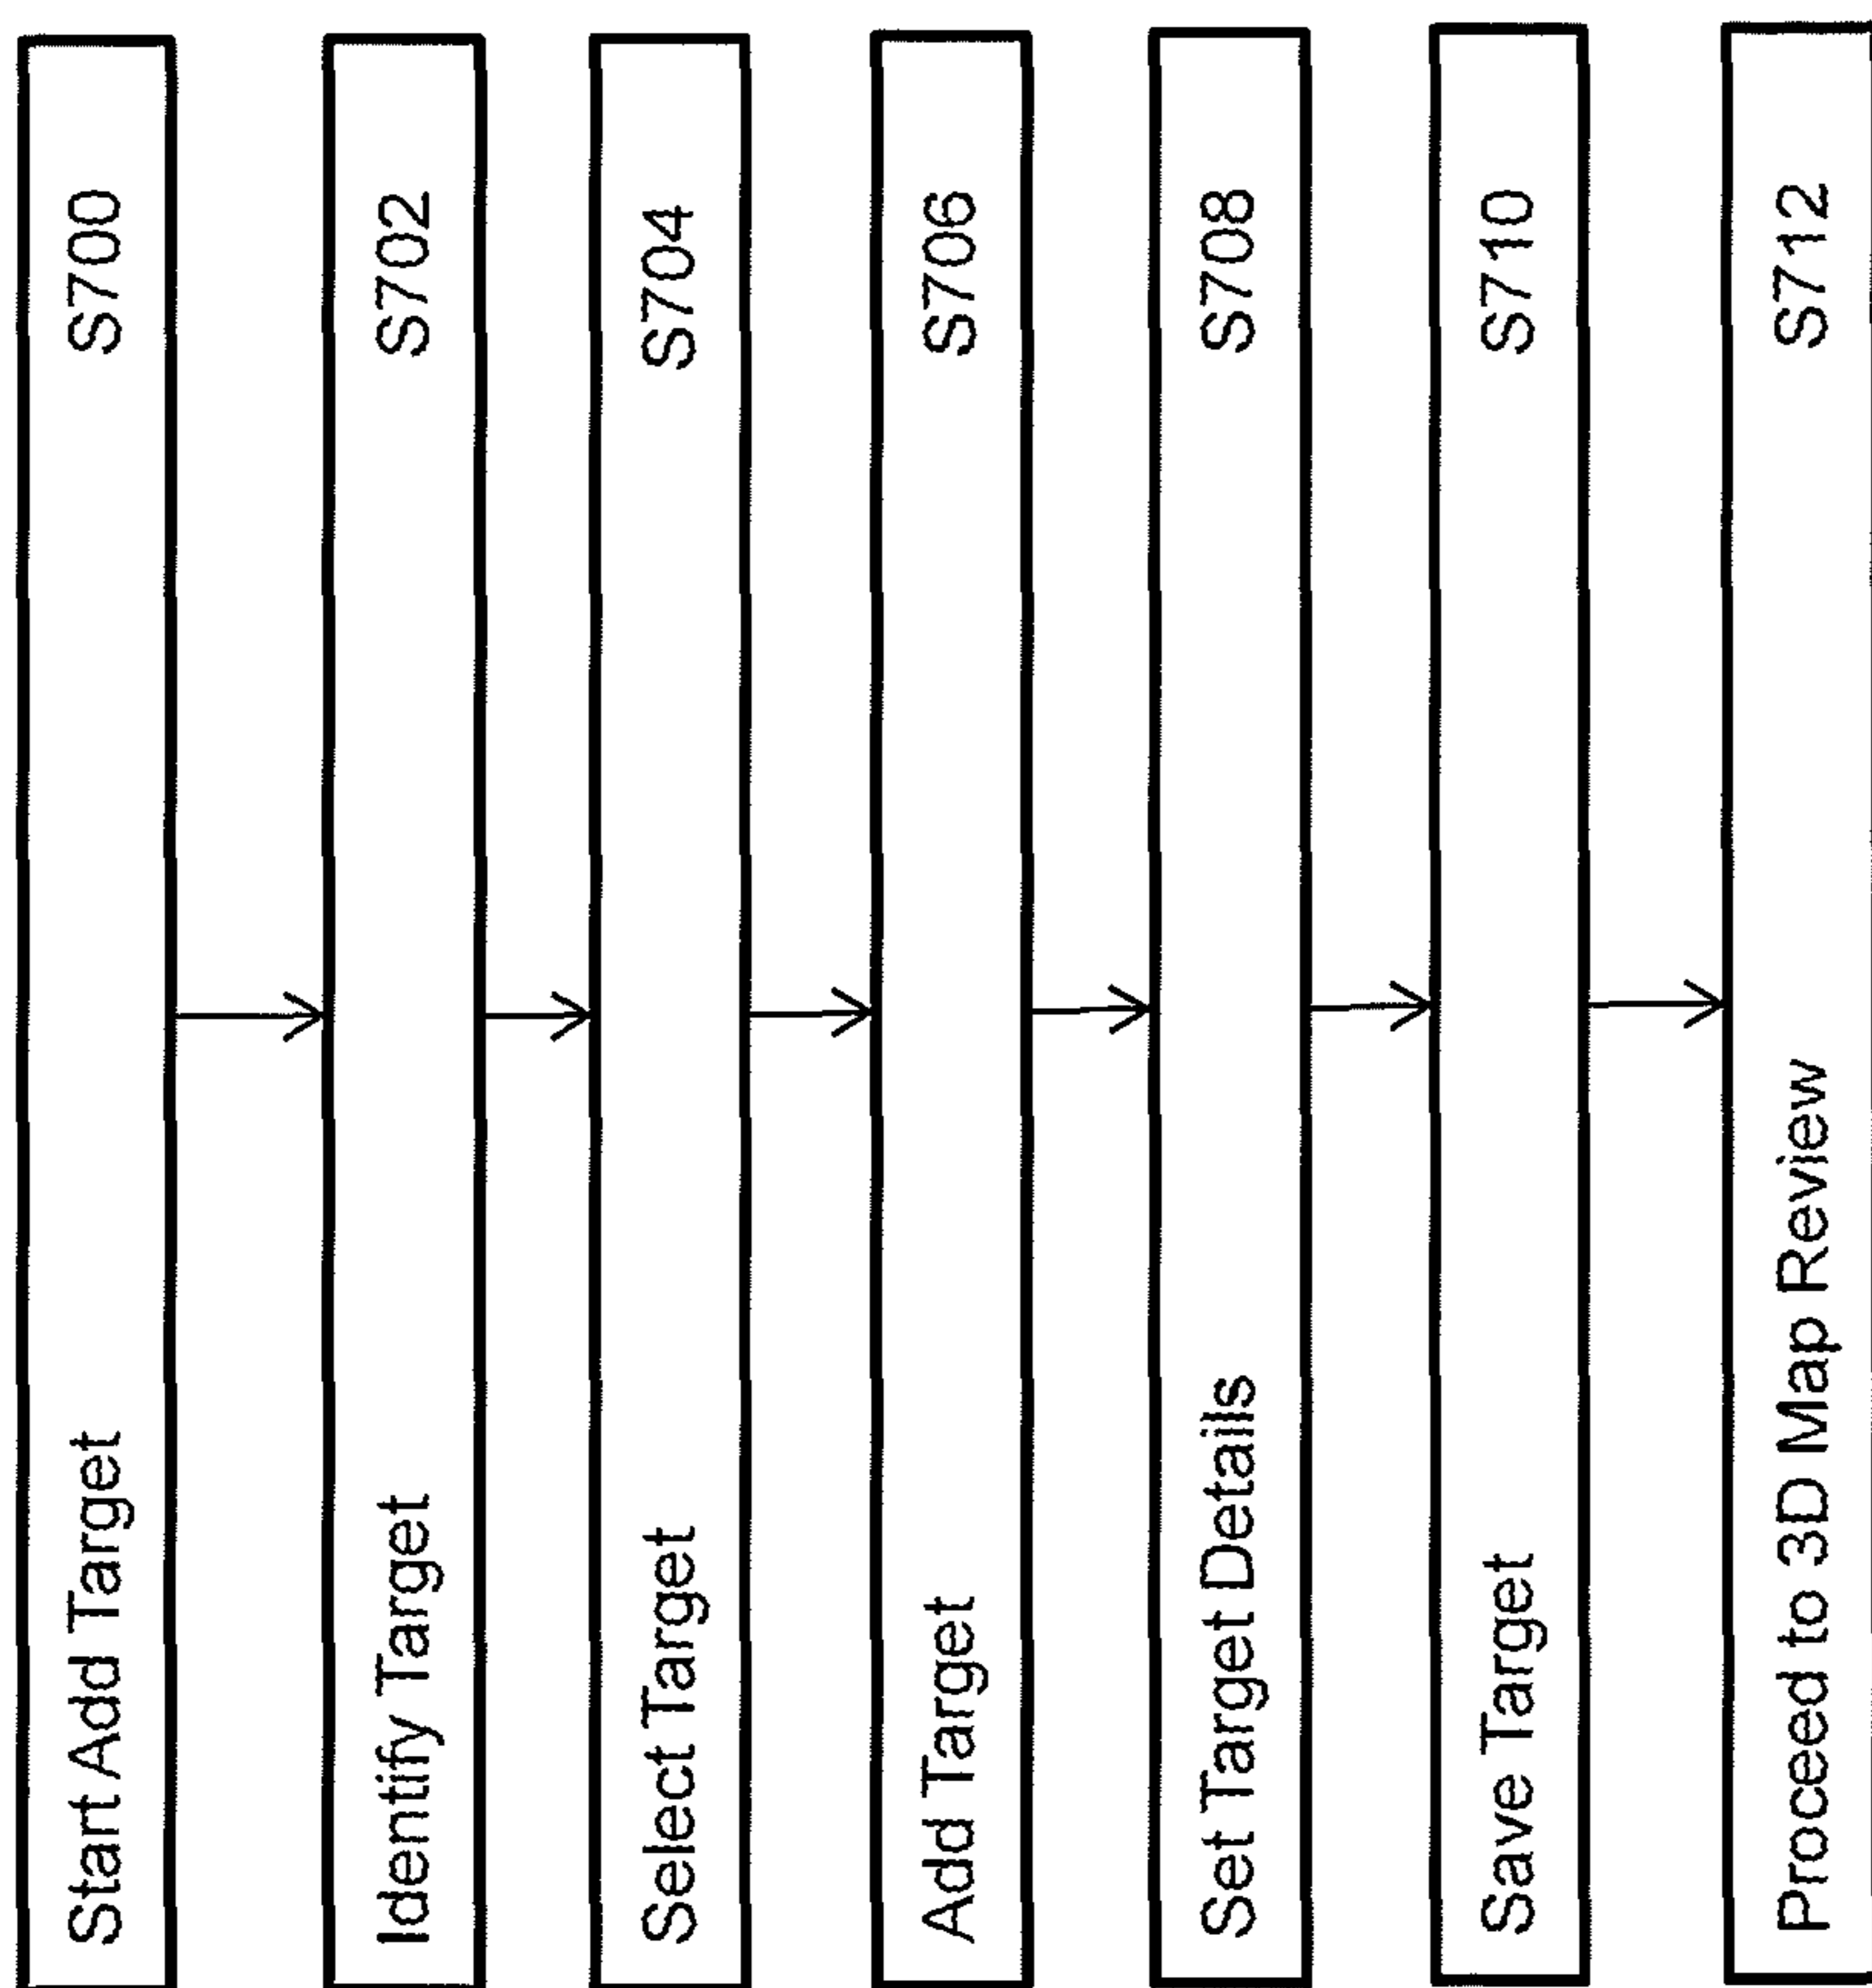 Start Add Target S700
Identify Target S702
Select Target S704
Add Target S706
Set Target Details S708
Save Target S710
Proceed to 3D Map Review S712